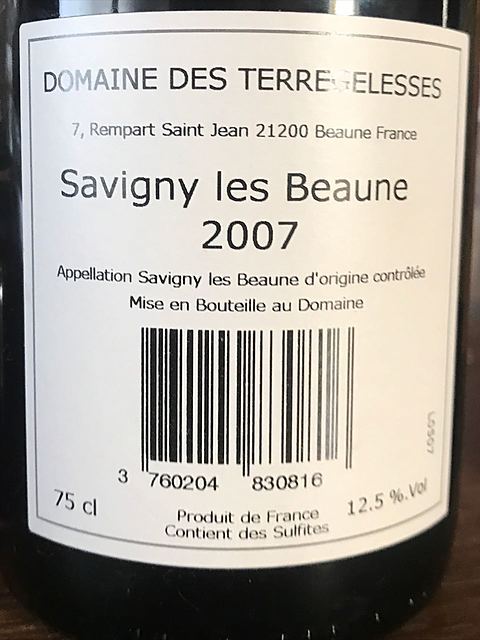 DOMAINE DES TERREGELESSES
7, Rempart Saint Jean 21200 Beaune France
Savigny les Beaune
2007
Appellation Savigny les Beaune d'origine contrôlée
Mise en Bouteille au Domaine
3 760204 830816
75 cl
12.5 %.Vol
Produit de France
Contient des Sulfites